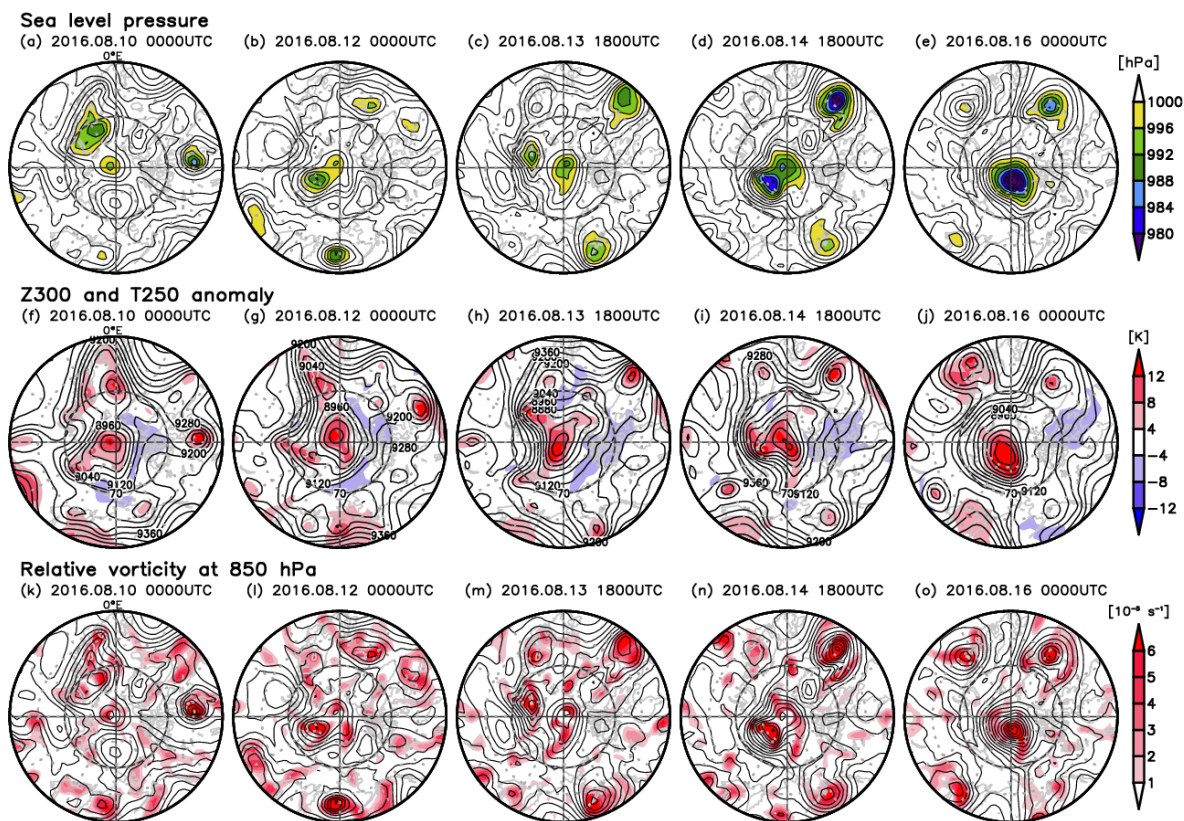 Sea level pressure
(a) 2016.08.10 0000UTC (b) 2016.08.12 0000UTC (c) 2016.08.13 1800UTC (d) 2016.08.14 1800UTC (e) 2016.08.16 0000UTC
0°E
[hPa]
1000
996
992
988
984
980
Z300 and T250 anomaly
(f) 2016.08.10 0000UTC (g) 2016.08.12 0000UTC (h) 2016.08.13 1800UTC (i) 2016.08.14 1800UTC (j) 2016.08.16 0000UTC
0°E
[K]
9200 9200 9360 9280
9040 9040 9040
8960 8960 8960 8880
9280 9200 9200 9280
9040 9120 9120 9120 9360 9120
70 70 70 70 70
9360 9360 9200 9200
12
8
4
−4
−8
−12
Relative vorticity at 850 hPa
(k) 2016.08.10 0000UTC (l) 2016.08.12 0000UTC (m) 2016.08.13 1800UTC (n) 2016.08.14 1800UTC (o) 2016.08.16 0000UTC
0°E
6
5
4
3
2
1